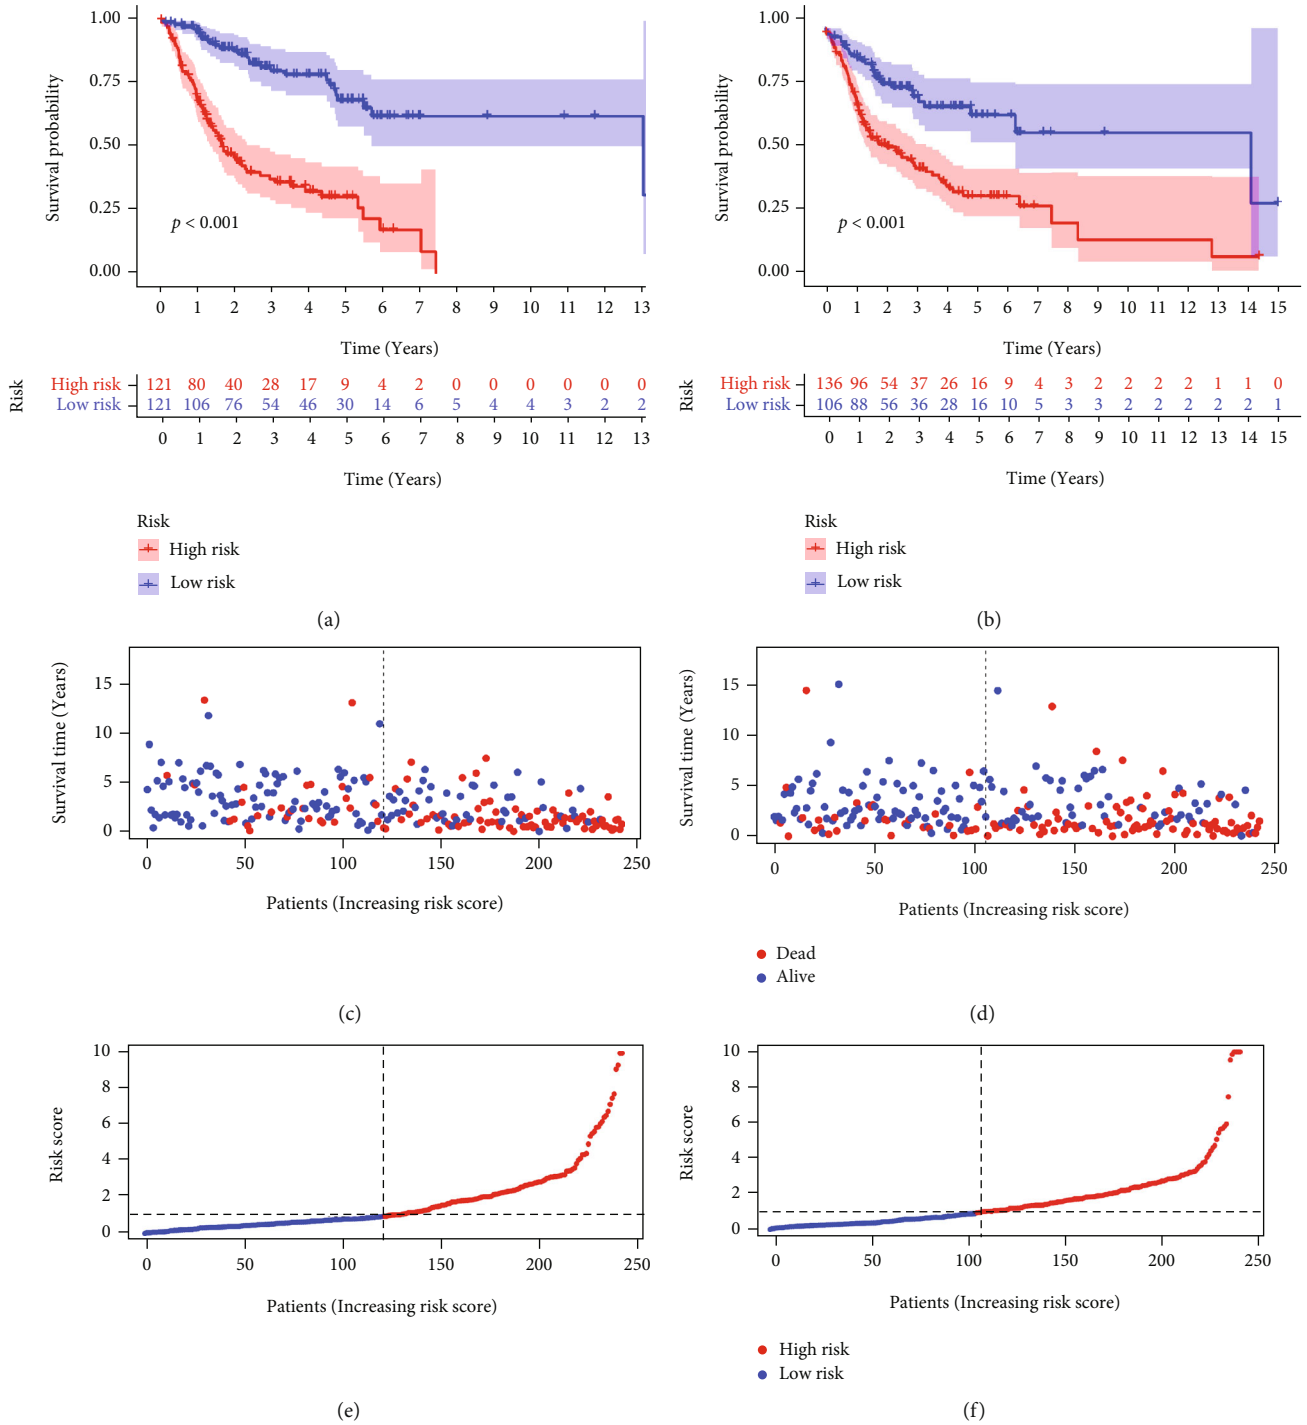 1.00
0.75
0.50
0.25
0.00
Survival probability
p < 0.001
0 1 2 3 4 5 6 7 8 9 10 11 12 13
Time (Years)
Risk
High risk 121 80 40 28 17 9 4 2 0 0 0 0 0 0
Low risk 121 106 76 54 46 30 14 6 5 4 4 3 2 2
0 1 2 3 4 5 6 7 8 9 10 11 12 13
Time (Years)
Risk
High risk
Low risk
(a)
1.00
0.75
0.50
0.25
0.00
Survival probability
p < 0.001
0 1 2 3 4 5 6 7 8 9 10 11 12 13 14 15
Time (Years)
Risk
High risk 136 96 54 37 26 16 9 4 3 2 2 2 2 1 1 0
Low risk 106 88 56 36 28 16 10 5 3 3 2 2 2 2 2 1
0 1 2 3 4 5 6 7 8 9 10 11 12 13 14 15
Time (Years)
Risk
High risk
Low risk
(b)
Survival time (Years)
15
10
5
0
0 50 100 150 200 250
Patients (Increasing risk score)
(c)
Survival time (Years)
15
10
5
0
0 50 100 150 200 250
Patients (Increasing risk score)
Dead
Alive
(d)
Risk score
10
8
6
4
2
0
0 50 100 150 200 250
Patients (Increasing risk score)
(e)
Risk score
10
8
6
4
2
0
0 50 100 150 200 250
Patients (Increasing risk score)
High risk
Low risk
(f)